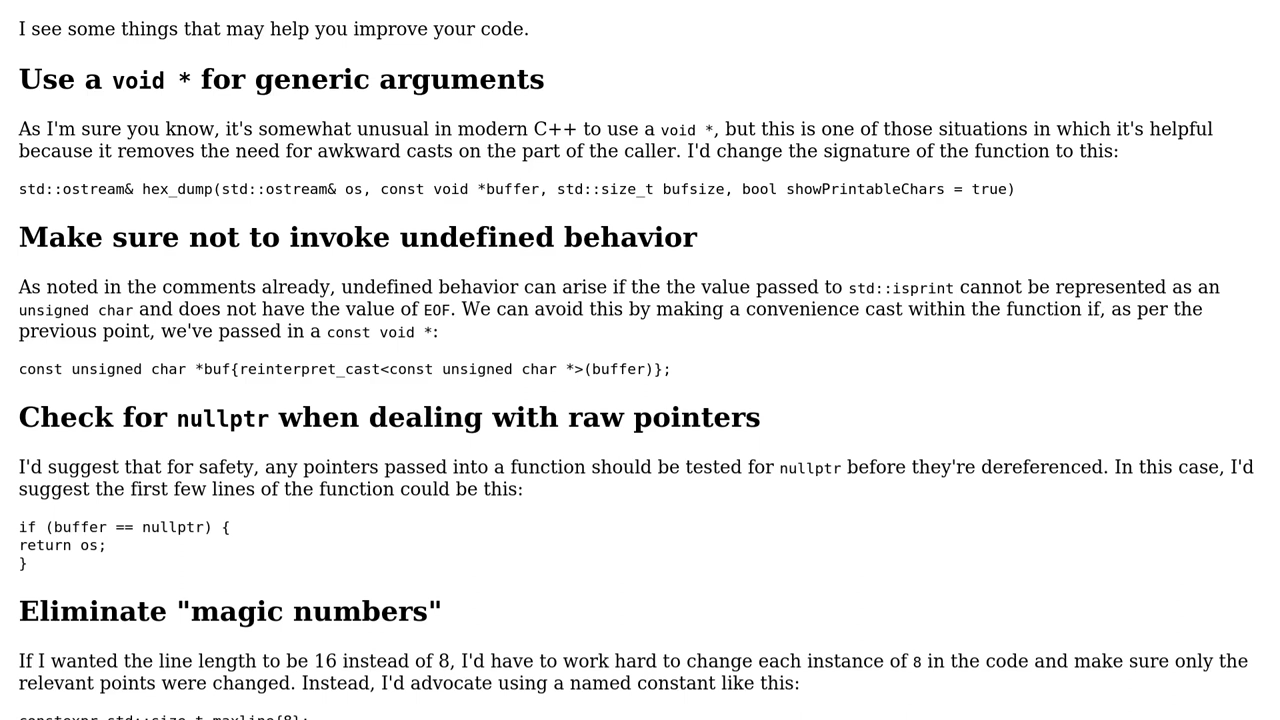 I see some things that may help you improve your code.
Use a void * for generic arguments
As I'm sure you know, it's somewhat unusual in modern C++ to use a void *, but this is one of those situations in which it's helpful
because it removes the need for awkward casts on the part of the caller. I'd change the signature of the function to this:
std::ostream& hex_dump(std::ostream& os, const void *buffer, std::size_t bufsize, bool showPrintableChars = true)
Make sure not to invoke undefined behavior
As noted in the comments already, undefined behavior can arise if the the value passed to std::isprint cannot be represented as an
unsigned char and does not have the value of EOF. We can avoid this by making a convenience cast within the function if, as per the
previous point, we've passed in a const void *:
const unsigned char *buf{reinterpret_cast<const unsigned char *>(buffer)};
Check for nullptr when dealing with raw pointers
I'd suggest that for safety, any pointers passed into a function should be tested for nullptr before they're dereferenced. In this case, I'd
suggest the first few lines of the function could be this:
if (buffer == nullptr) {
return os;
}
Eliminate "magic numbers"
If I wanted the line length to be 16 instead of 8, I'd have to work hard to change each instance of 8 in the code and make sure only the
relevant points were changed. Instead, I'd advocate using a named constant like this:
constexpr std::size_t maxline{8};